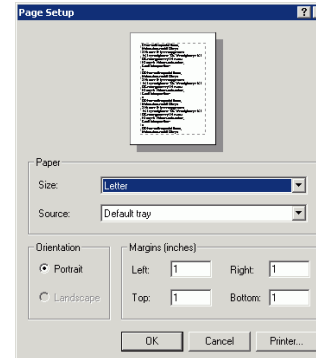 Page Setup
Paper
Size: Letter
Source: Default tray
Orientation
Portrait
Landscape
Margins (inches)
Left: 1 Right: 1
Top: 1 Bottom: 1
OK Cancel Printer...